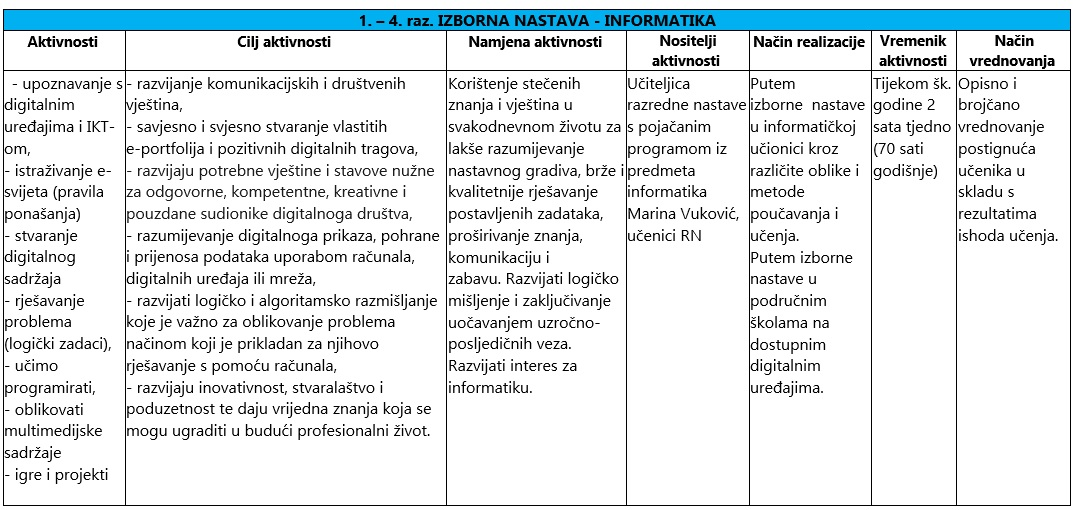 1. – 4. raz. IZBORNA NASTAVA - INFORMATIKA
Aktivnosti
Cilj aktivnosti
Namjena aktivnosti
Nositelji
aktivnosti
Način realizacije
Vremenik
aktivnosti
Način
vrednovanja
- upoznavanje s
digitalnim
uređajima i IKT-
om,
- istraživanje e-
svijeta (pravila
ponašanja)
- stvaranje
digitalnog
sadržaja
- rješavanje
problema
(logički zadaci),
- učimo
programirati,
- oblikovati
multimedijske
sadržaje
- igre i projekti
- razvijanje komunikacijskih i društvenih
vještina,
- savjesno i svjesno stvaranje vlastitih
e-portfolija i pozitivnih digitalnih tragova,
- razvijaju potrebne vještine i stavove nužne
za odgovorne, kompetentne, kreativne i
pouzdane sudionike digitalnoga društva,
- razumijevanje digitalnoga prikaza, pohrane
i prijenosa podataka uporabom računala,
digitalnih uređaja ili mreža,
- razvijati logičko i algoritamsko razmišljanje
koje je važno za oblikovanje problema
načinom koji je prikladan za njihovo
rješavanje s pomoću računala,
- razvijaju inovativnost, stvaralaštvo i
poduzetnost te daju vrijedna znanja koja se
mogu ugraditi u budući profesionalni život.
Korištenje stečenih
znanja i vještina u
svakodnevnom životu za
lakše razumijevanje
nastavnog gradiva, brže i
kvalitetnije rješavanje
postavljenih zadataka,
proširivanje znanja,
komunikaciju i
zabavu. Razvijati logičko
mišljenje i zaključivanje
uočavanjem uzročno-
posljedičnih veza.
Razvijati interes za
informatiku.
Učiteljica
razredne nastave
s pojačanim
programom iz
predmeta
informatika
Marina Vuković,
učenici RN
Putem
izborne nastave
u informatičkoj
učionici kroz
različite oblike i
metode
poučavanja i
učenja.
Putem izborne
nastave u
područnim
školama na
dostupnim
digitalnim
uređajima.
Tijekom šk.
godine 2
sata tjedno
(70 sati
godišnje)
Opisno i
brojčano
vrednovanje
postignuća
učenika u
skladu s
rezultatima
ishoda učenja.